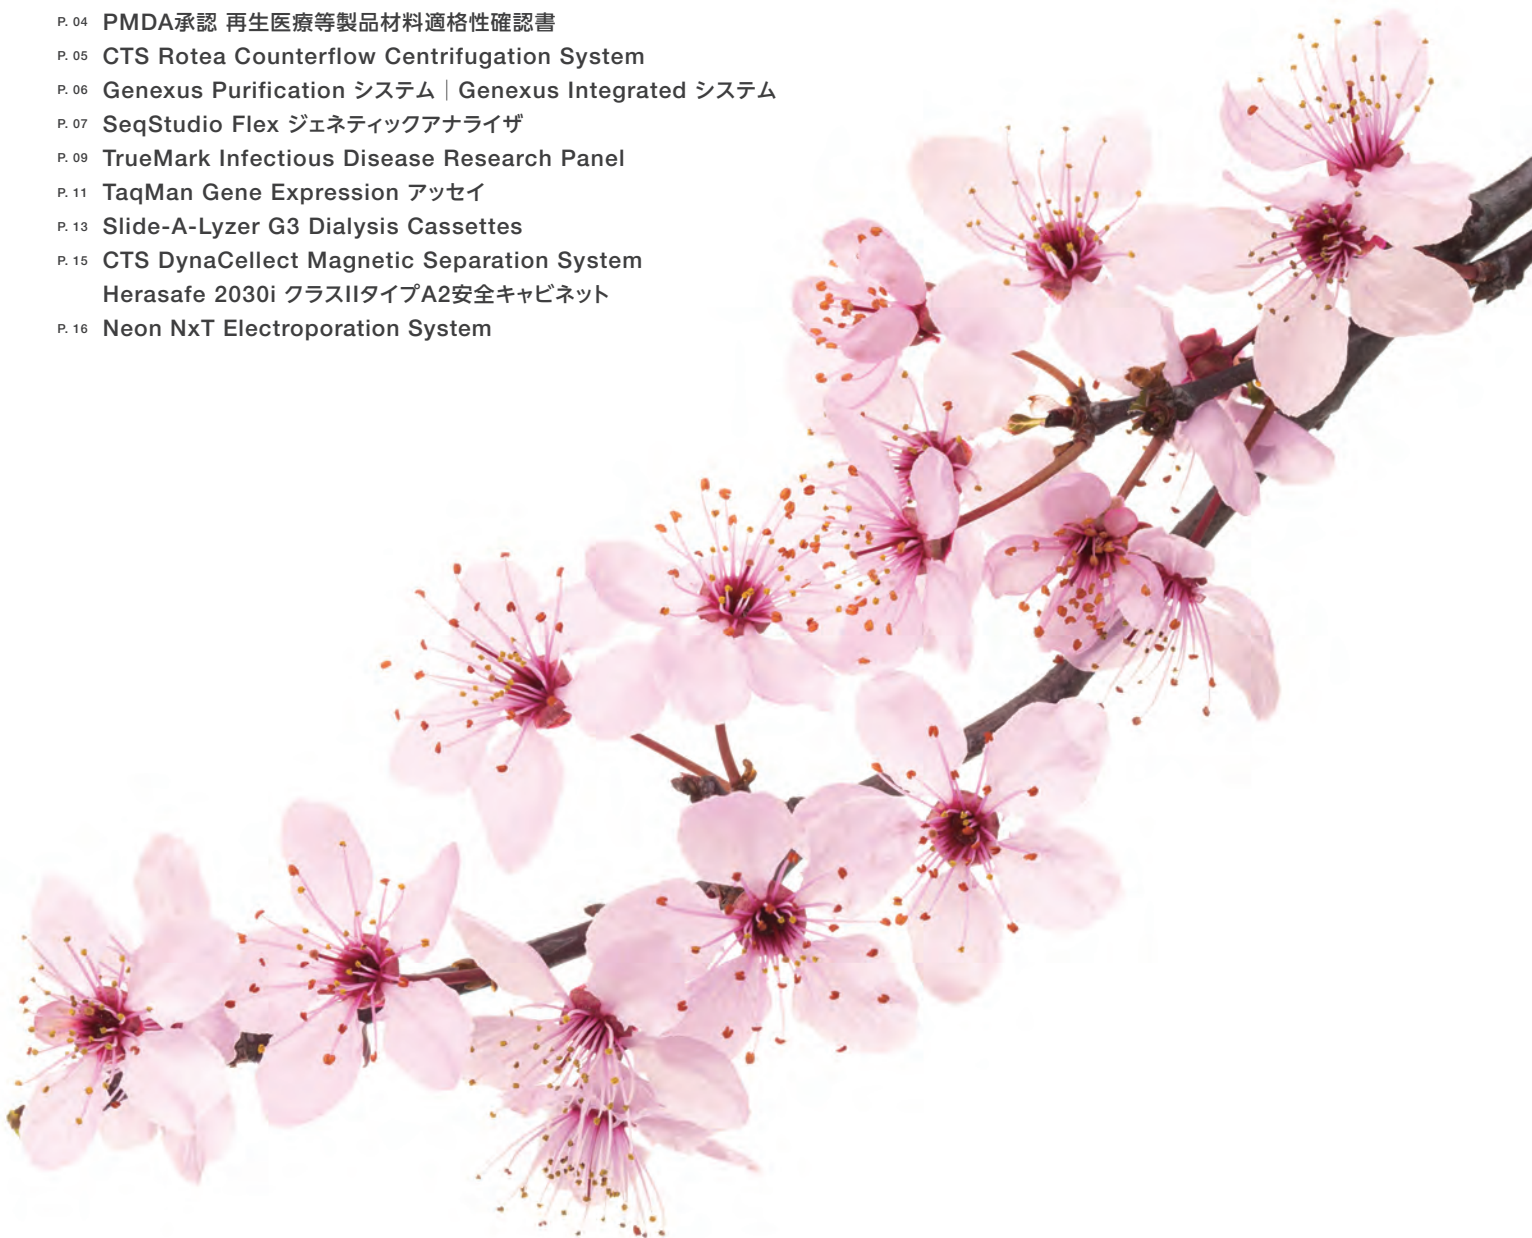 P. 04 PMDA承認 再生医療等製品材料適格性確認書
P. 05 CTS Rotea Counterflow Centrifugation System
P. 06 Genexus Purification システム｜Genexus Integrated システム
P. 07 SeqStudio Flex ジェネティックアナライザ
P. 09 TrueMark Infectious Disease Research Panel
P. 11 TaqMan Gene Expression アッセイ
P. 13 Slide-A-Lyzer G3 Dialysis Cassettes
P. 15 CTS DynaCellect Magnetic Separation System
Herasafe 2030i クラスIIタイプA2安全キャビネット
P. 16 Neon NxT Electroporation System